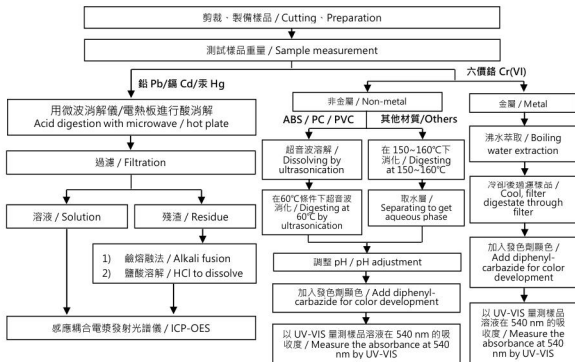 剪裁、製備樣品 / Cutting、Preparation
測試樣品重量 / Sample measurement
鉛 Pb/鎘 Cd/汞 Hg
六價鉻 Cr(VI)
用微波消解儀/電熱板進行酸消解
Acid digestion with microwave / hot plate
過濾 / Filtration
溶液 / Solution
殘渣 / Residue
1) 鹼熔融法 / Alkali fusion
2) 鹽酸溶解 / HCl to dissolve
感應耦合電漿發射光譜儀 / ICP-OES
非金屬 / Non-metal
ABS / PC / PVC
其他材質/Others
超音波溶解 /
Dissolving by
ultrasonication
在60℃條件下超音波
消化 / Digesting at
60℃ by
ultrasonication
在 150~160℃下
消化 / Digesting
at 150~160℃
取水層 /
Separating to get
aqueous phase
調整 pH / pH adjustment
加入發色劑顯色 / Add diphenyl-
carbazide for color development
以 UV-VIS 量測樣品溶液在 540 nm 的吸
收度 / Measure the absorbance at 540
nm by UV-VIS
金屬 / Metal
沸水萃取 / Boiling
water extraction
冷卻後過濾樣品 /
Cool, filter
digestate through
filter
加入發色劑顯色 /
Add diphenyl-
carbazide for color
development
以 UV-VIS 量測樣品
溶液在 540 nm 的吸
收度 / Measure the
absorbance at 540
nm by UV-VIS